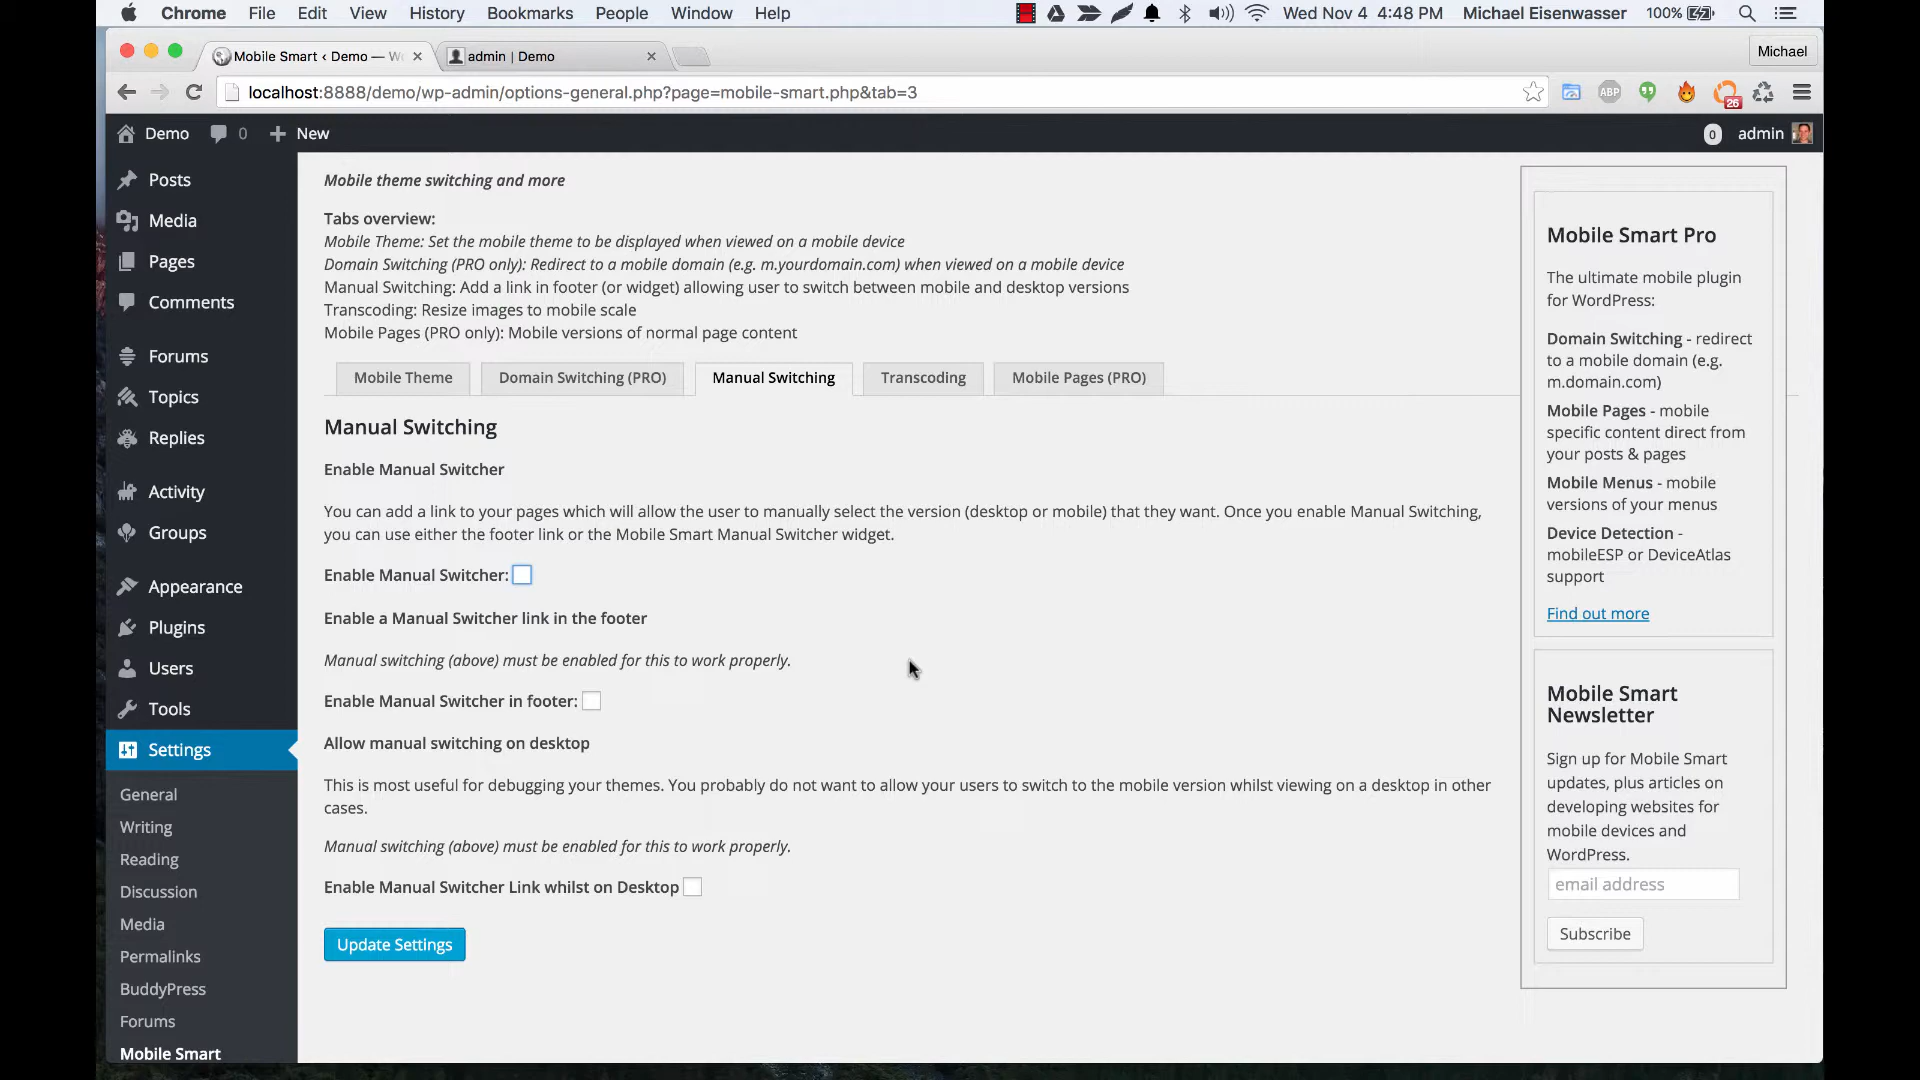 Chrome File Edit View History Bookmarks People Window Help Wed Nov 4 4:48 PM Michael Eisenwasser 100%
Mobile Smart ‹ Demo — W
admin | Demo
Michael
localhost:8888/demo/wp-admin/options-general.php?page=mobile-smart.php&tab=3
ABP
26
Demo 0 New
0 admin
Posts
Media
Pages
Comments
Forums
Topics
Replies
Activity
Groups
Appearance
Plugins
Users
Tools
Settings
General
Writing
Reading
Discussion
Media
Permalinks
BuddyPress
Forums
Mobile Smart
Mobile theme switching and more
Tabs overview:
Mobile Theme: Set the mobile theme to be displayed when viewed on a mobile device
Domain Switching (PRO only): Redirect to a mobile domain (e.g. m.yourdomain.com) when viewed on a mobile device
Manual Switching: Add a link in footer (or widget) allowing user to switch between mobile and desktop versions
Transcoding: Resize images to mobile scale
Mobile Pages (PRO only): Mobile versions of normal page content
Mobile Theme
Domain Switching (PRO)
Manual Switching
Transcoding
Mobile Pages (PRO)
Manual Switching
Enable Manual Switcher
You can add a link to your pages which will allow the user to manually select the version (desktop or mobile) that they want. Once you enable Manual Switching,
you can use either the footer link or the Mobile Smart Manual Switcher widget.
Enable Manual Switcher:
Enable a Manual Switcher link in the footer
Manual switching (above) must be enabled for this to work properly.
Enable Manual Switcher in footer:
Allow manual switching on desktop
This is most useful for debugging your themes. You probably do not want to allow your users to switch to the mobile version whilst viewing on a desktop in other
cases.
Manual switching (above) must be enabled for this to work properly.
Enable Manual Switcher Link whilst on Desktop
Update Settings
Mobile Smart Pro
The ultimate mobile plugin
for WordPress:
Domain Switching - redirect
to a mobile domain (e.g.
m.domain.com)
Mobile Pages - mobile
specific content direct from
your posts & pages
Mobile Menus - mobile
versions of your menus
Device Detection -
mobileESP or DeviceAtlas
support
Find out more
Mobile Smart
Newsletter
Sign up for Mobile Smart
updates, plus articles on
developing websites for
mobile devices and
WordPress.
email address
Subscribe